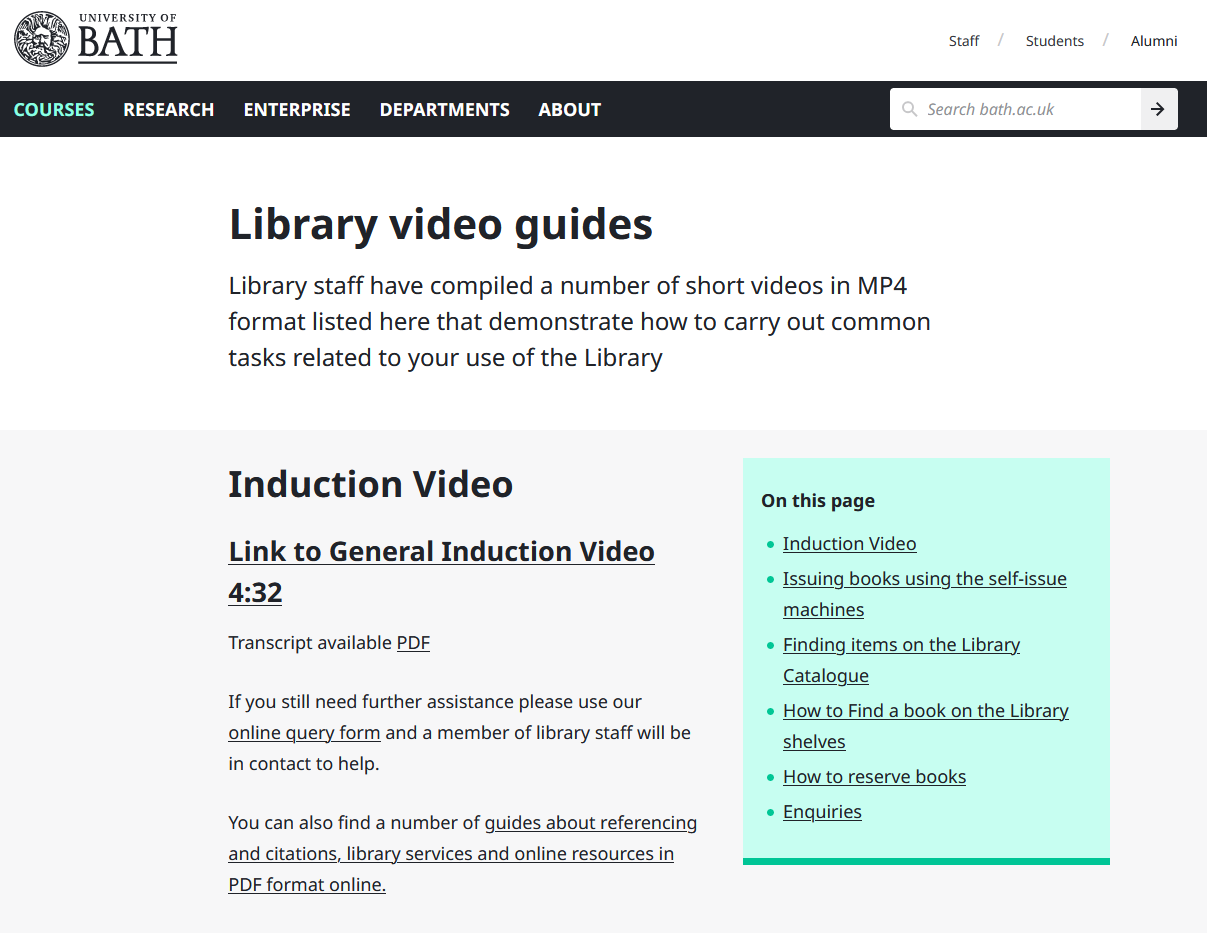 UNIVERSITY OF
BATH
Staff / Students / Alumni
COURSES RESEARCH ENTERPRISE DEPARTMENTS ABOUT
Search bath.ac.uk
Library video guides
Library staff have compiled a number of short videos in MP4
format listed here that demonstrate how to carry out common
tasks related to your use of the Library
Induction Video
Link to General Induction Video
4:32
Transcript available PDF
If you still need further assistance please use our
online query form and a member of library staff will be
in contact to help.
You can also find a number of guides about referencing
and citations, library services and online resources in
PDF format online.
On this page
Induction Video
Issuing books using the self-issue
machines
Finding items on the Library
Catalogue
How to Find a book on the Library
shelves
How to reserve books
Enquiries